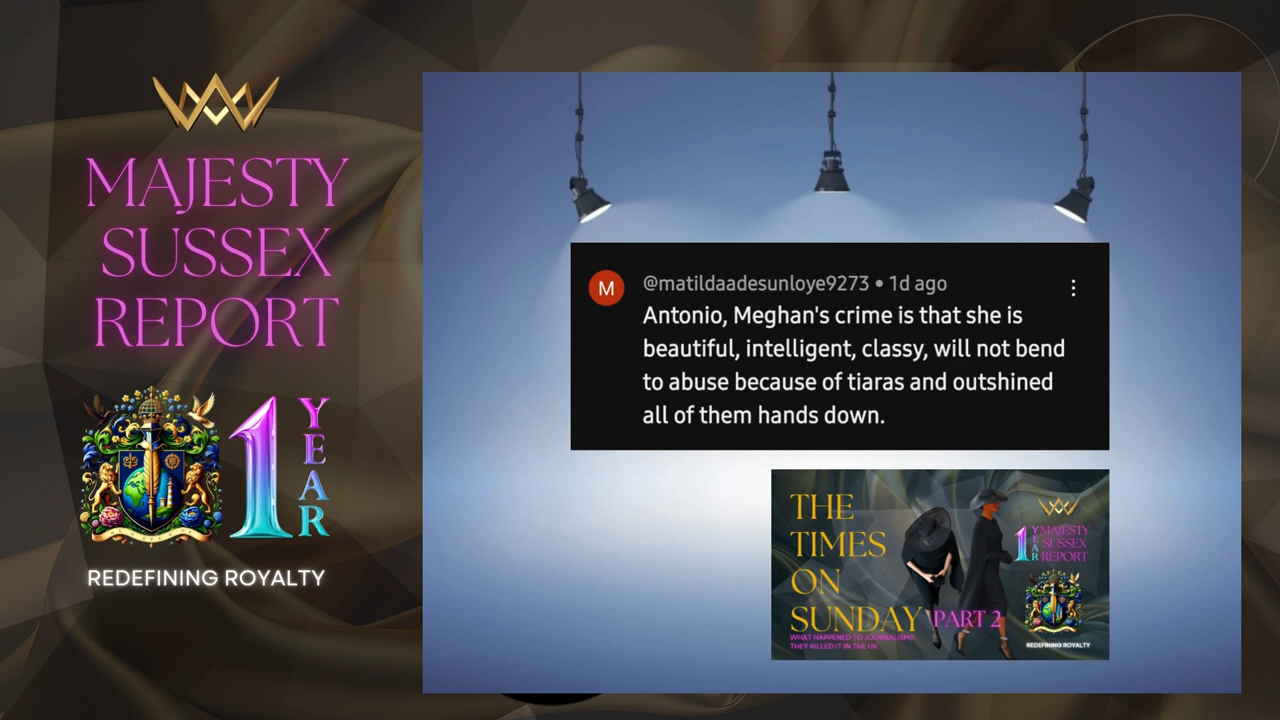 MAJESTY
SUSSEX
REPORT
1 YEAR
REDEFINING ROYALTY
M
@matildaadesunloye9273 • 1d ago
Antonio, Meghan's crime is that she is
beautiful, intelligent, classy, will not bend
to abuse because of tiaras and outshined
all of them hands down.
THE
TIMES
ON
SUNDAY PART 2
WHAT HAPPENED TO JOURNALISM?
THEY KILLED IT IN THE UK
1 YEAR
MAJESTY
SUSSEX
REPORT
REDEFINING ROYALTY